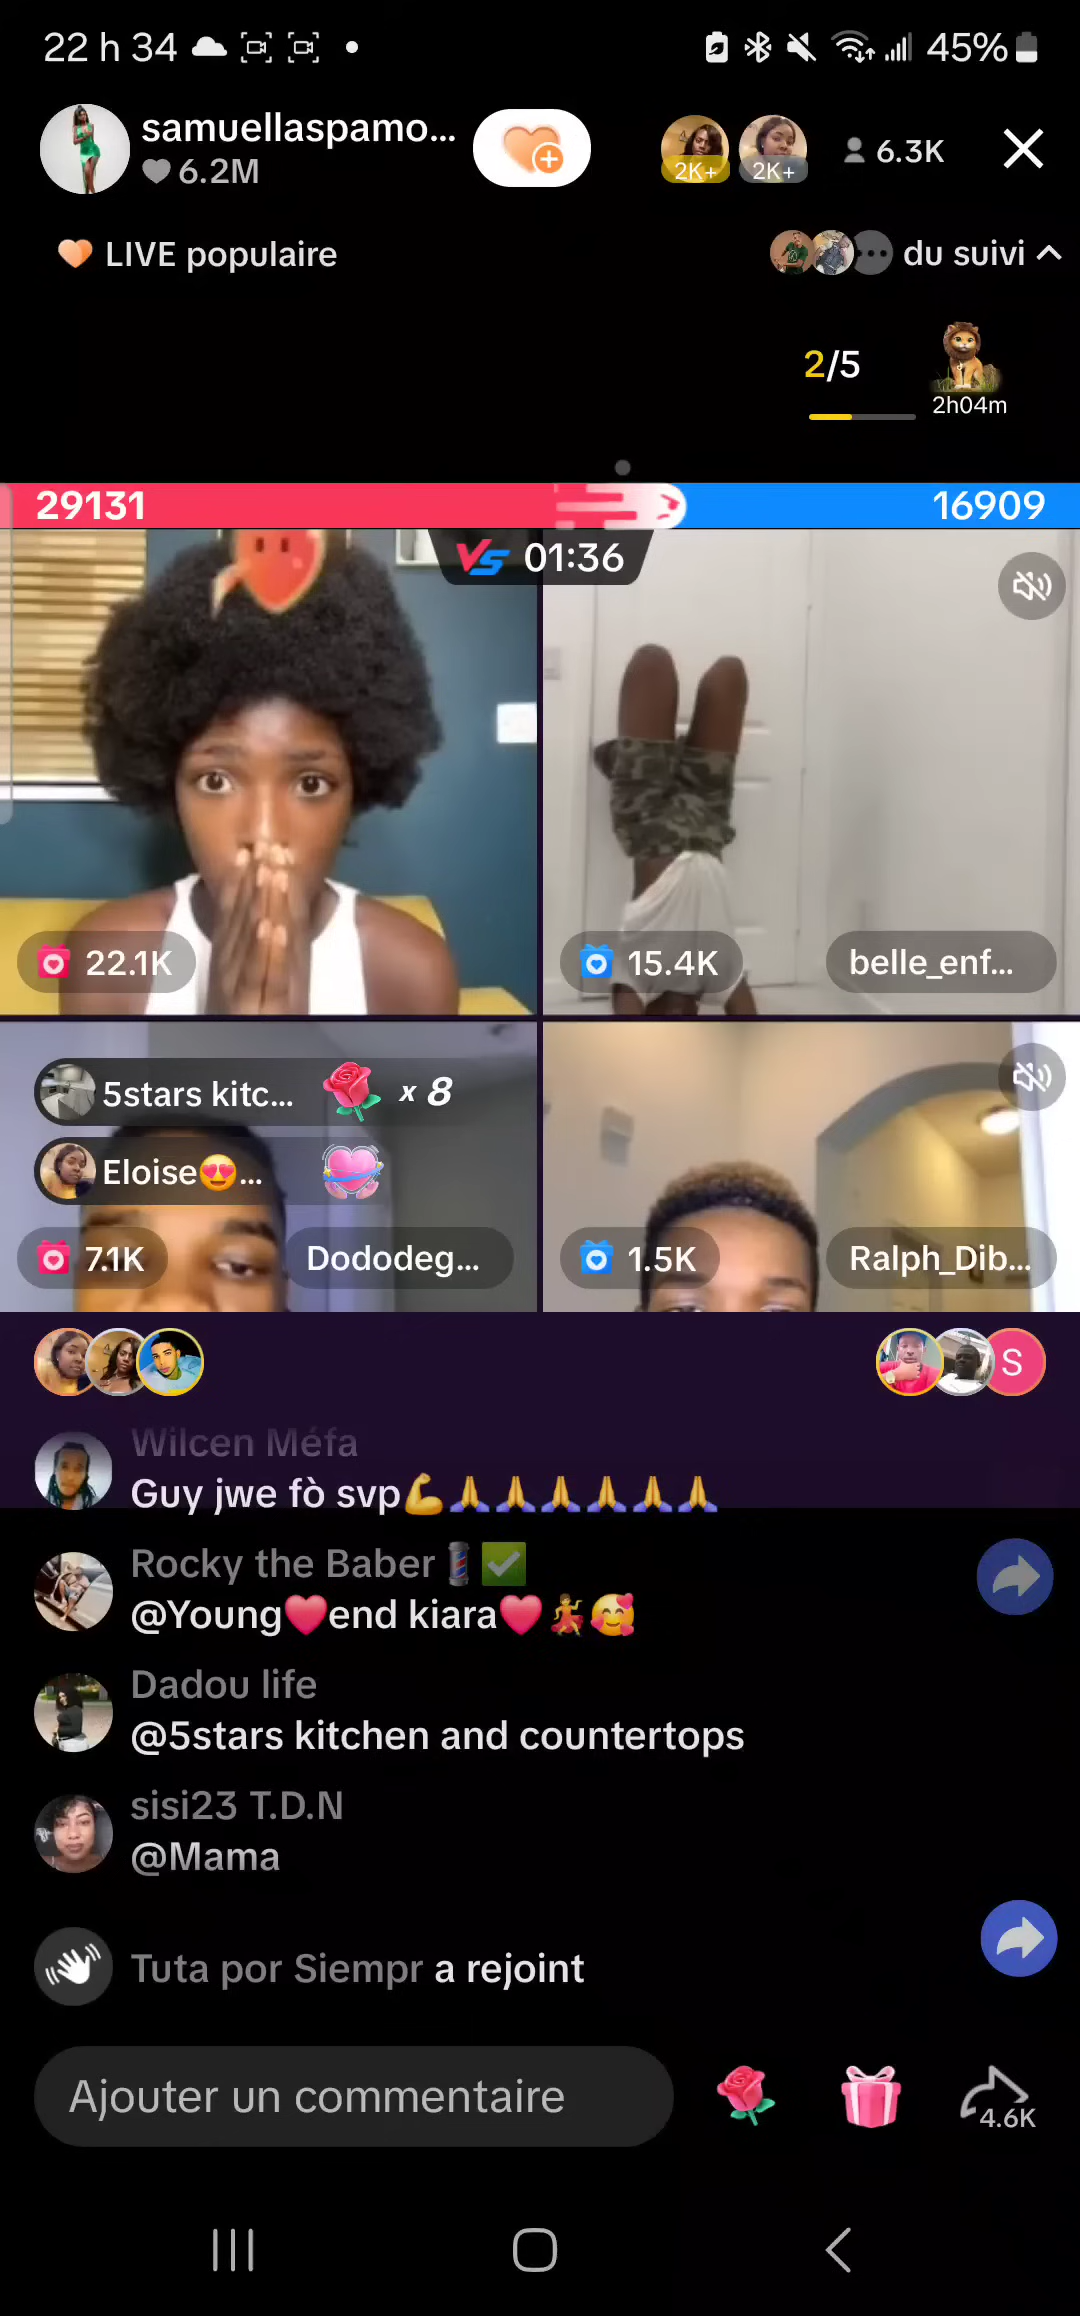 22 h 34
45%
samuellaspamo...
6.2M
2K+
2K+
6.3K
LIVE populaire
du suivi
2/5
2h04m
29131
16909
VS 01:36
22.1K
15.4K
belle_enf...
5stars kitc...
x 8
Eloise😍...
7.1K
Dododeg...
1.5K
Ralph_Dib...
S
Wilcen Méfa
Guy jwe fò svp💪🙏🙏🙏🙏🙏🙏
Rocky the Baber💈✅
@Young❤️end kiara❤️💃🥰
Dadou life
@5stars kitchen and countertops
sisi23 T.D.N
@Mama
Tuta por Siempr a rejoint
Ajouter un commentaire
4.6K